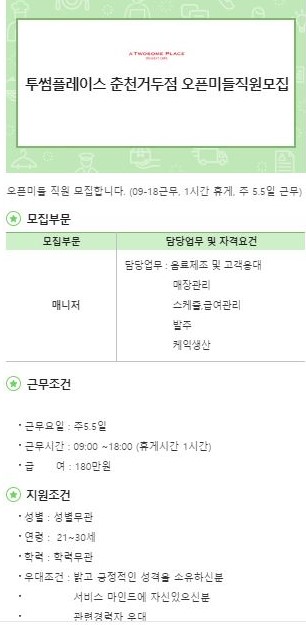 A TWOSOME PLACE
투썸플레이스 춘천거두점 오픈미들직원모집
오픈미들 직원 모집합니다. (09-18근무, 1시간 휴게, 주 5.5일 근무)
모집부문
모집부문 담당업무 및 자격요건
매니저
담당업무 : 음료제조 및 고객응대
매장관리
스케줄,급여관리
발주
케익생산
근무조건
· 근무요일 : 주5.5일
· 근무시간 : 09:00 ~18:00 (휴게시간 1시간)
· 급 여 : 180만원
지원조건
· 성별 : 성별무관
· 연령 : 21~30세
· 학력 : 학력무관
· 우대조건 : 밝고 긍정적인 성격을 소유하신분
· 서비스 마인드에 자신있으신분
· 관련경력자 우대